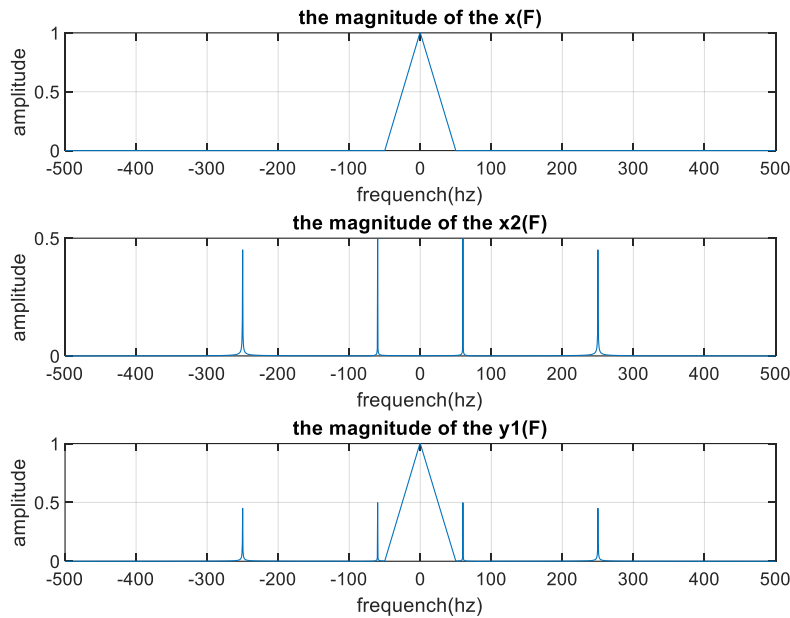 the magnitude of the x(F)
1
0.5
0
amplitude
-500 -400 -300 -200 -100 0 100 200 300 400 500
frequench(hz)
the magnitude of the x2(F)
0.5
0
amplitude
-500 -400 -300 -200 -100 0 100 200 300 400 500
frequench(hz)
the magnitude of the y1(F)
1
0.5
0
amplitude
-500 -400 -300 -200 -100 0 100 200 300 400 500
frequench(hz)